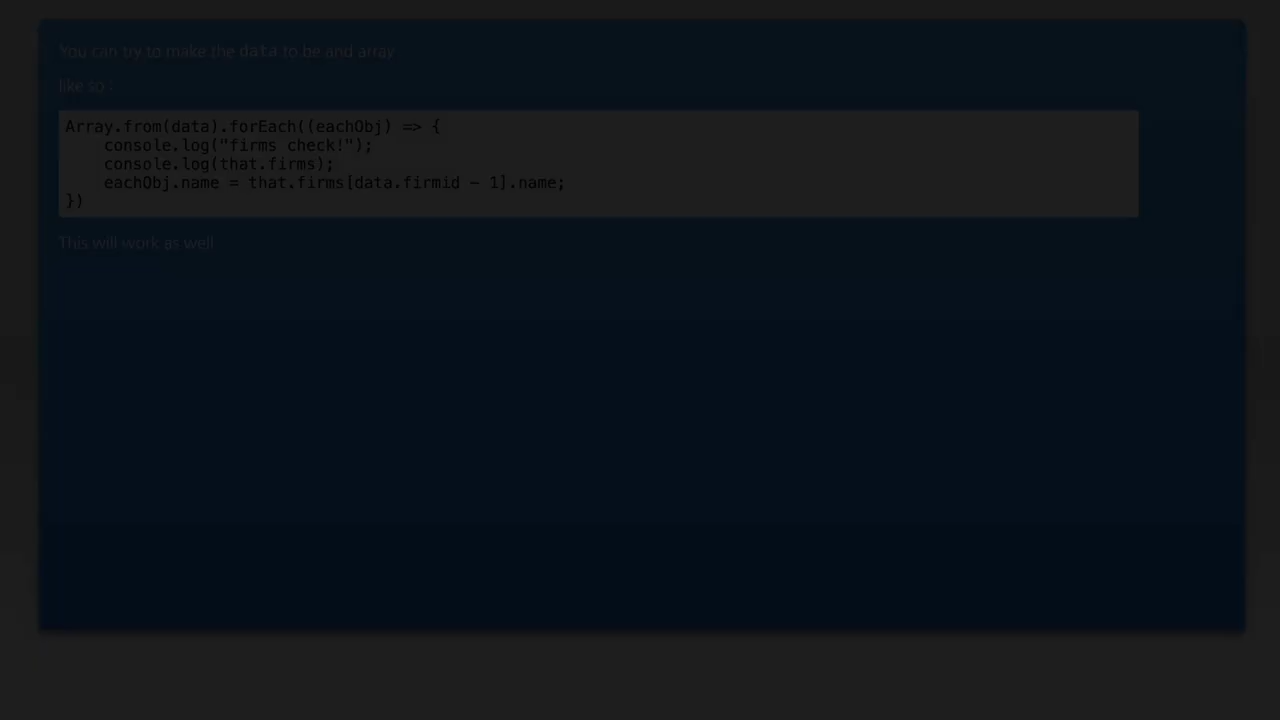 You can try to make the data to be and array
like so :
Array.from(data).forEach((eachObj) => {
    console.log("firms check!");
    console.log(that.firms);
    eachObj.name = that.firms[data.firmid - 1].name;
})
This will work as well